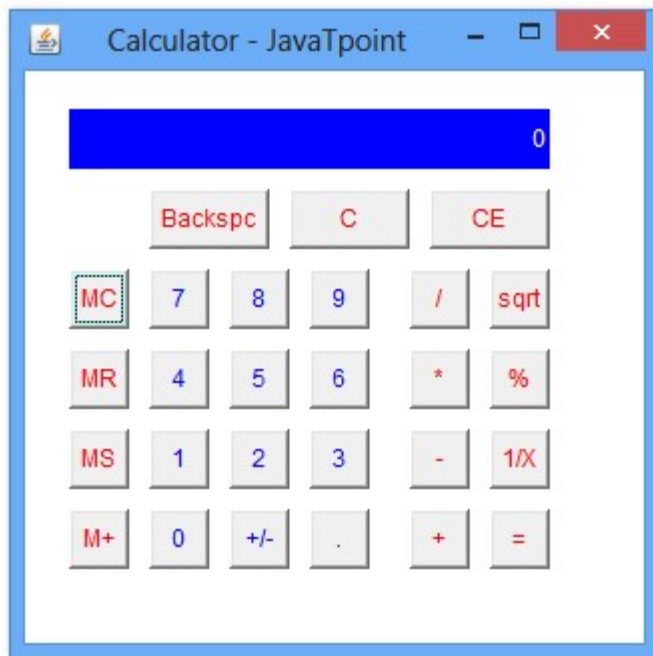 Calculator - JavaTpoint
0
Backspc C CE
MC 7 8 9 / sqrt
MR 4 5 6 * %
MS 1 2 3 - 1/X
M+ 0 +/- . + =